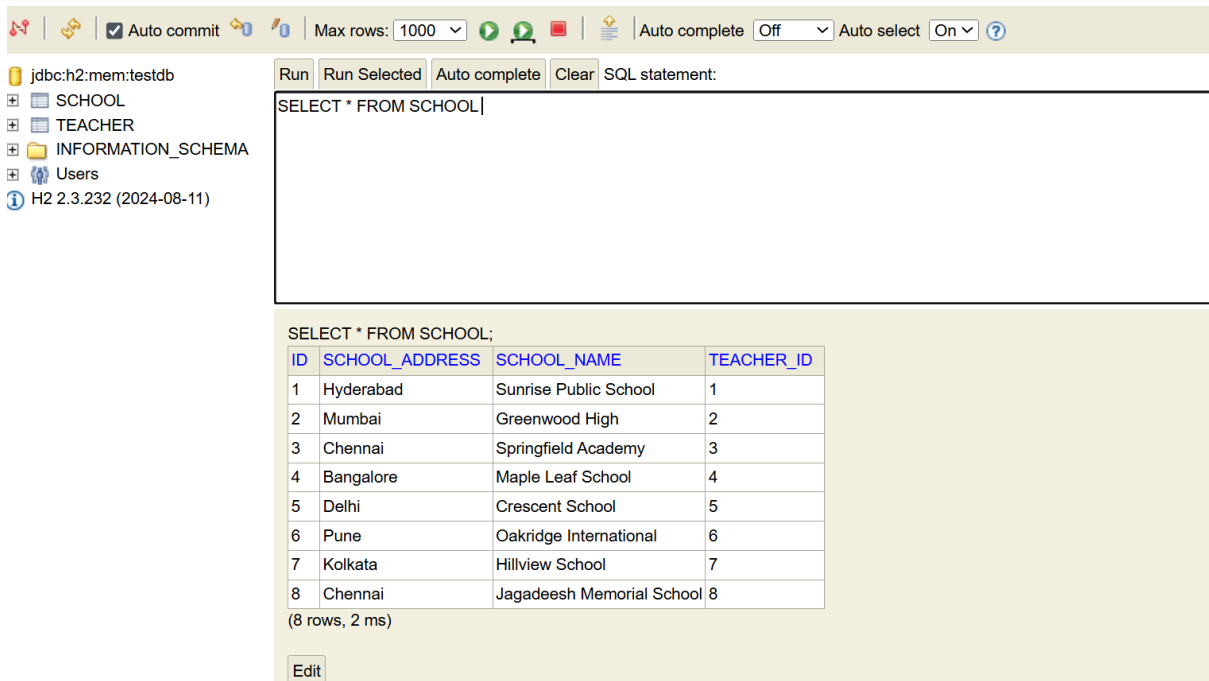 Auto commit Max rows: 1000 Auto complete Off Auto select On ?
jdbc:h2:mem:testdb
SCHOOL
TEACHER
INFORMATION_SCHEMA
Users
H2 2.3.232 (2024-08-11)
Run Run Selected Auto complete Clear SQL statement:
SELECT * FROM SCHOOL
SELECT * FROM SCHOOL;
ID SCHOOL_ADDRESS SCHOOL_NAME TEACHER_ID
1 Hyderabad Sunrise Public School 1
2 Mumbai Greenwood High 2
3 Chennai Springfield Academy 3
4 Bangalore Maple Leaf School 4
5 Delhi Crescent School 5
6 Pune Oakridge International 6
7 Kolkata Hillview School 7
8 Chennai Jagadeesh Memorial School 8
(8 rows, 2 ms)
Edit